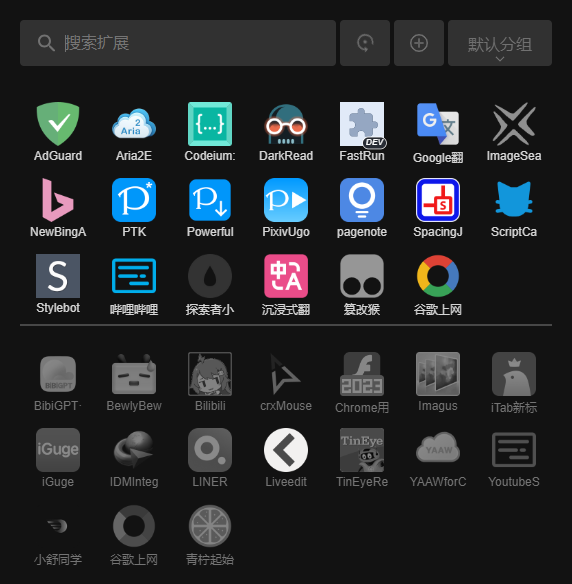 搜索扩展
默认分组
AdGuard
Aria2E
Codeium:
DarkRead
DEV
FastRun
Google翻
ImageSea
NewBingA
PTK
Powerful
PixivUgo
pagenote
SpacingJ
ScriptCa
Stylebot
哔哩哔哩
探索者小
沉浸式翻
篡改猴
谷歌上网
BibiGPT·
BewlyBew
Bilibili
crxMouse
Chrome用
Imagus
iTab新标
iGuge
IDMInteg
LINER
Liveedit
TinEyeRe
YAAWforC
YoutubeS
小舒同学
谷歌上网
青柠起始